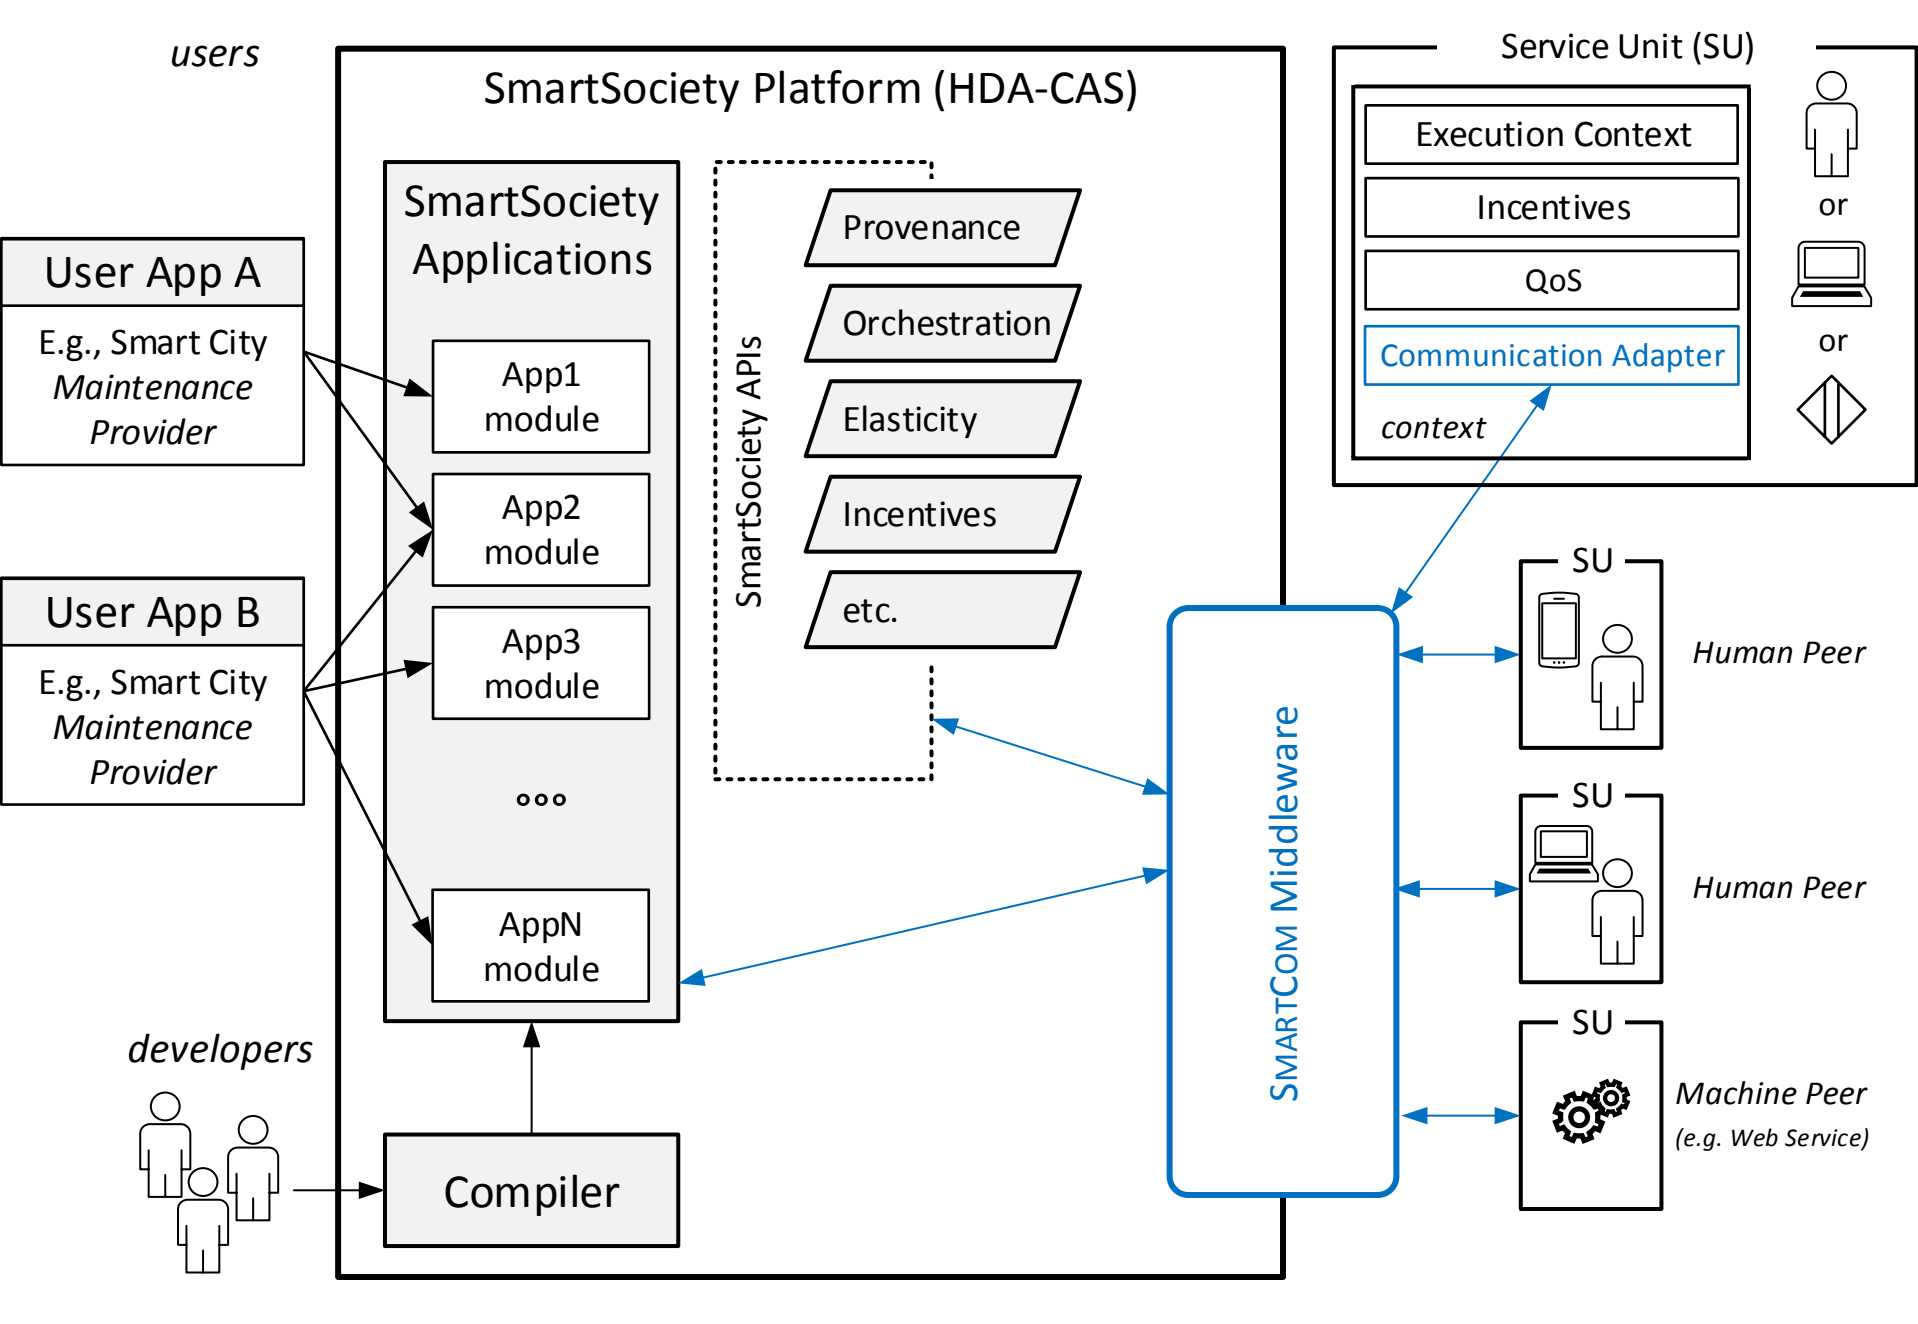 users
SmartSociety Platform (HDA-CAS)
Service Unit (SU)
SmartSociety
Applications
User App A
E.g., Smart City
Maintenance
Provider
User App B
E.g., Smart City
Maintenance
Provider
App1
module
App2
module
App3
module
AppN
module
SmartSociety APIs
Provenance
Orchestration
Elasticity
Incentives
etc.
Execution Context
Incentives
QoS
Communication Adapter
context
or
or
SMARTCOM Middleware
SU
Human Peer
SU
Human Peer
SU
Machine Peer
(e.g. Web Service)
developers
Compiler